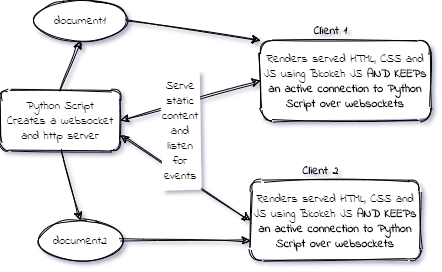 document1
Client 1
Renders served HTML, CSS and
JS using Bkokeh JS AND KEEPs
an active connection to Python
Script over websockets
Python Script
Creates a websocket
and http server
Serve
static
content
and
listen
for
events
Client 2
Renders served HTML, CSS and
JS using Bkokeh JS AND KEEPs
an active connection to Python
Script over websockets
document2